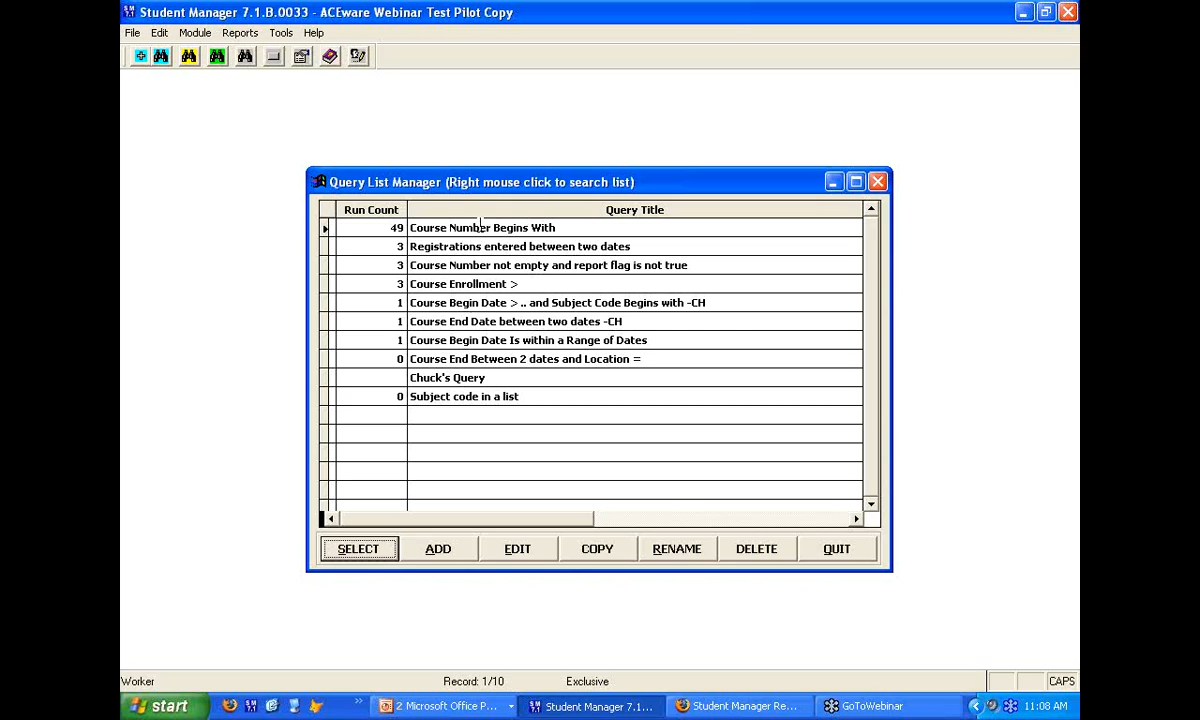 Student Manager 7.1.B.0033 - ACEware Webinar Test Pilot Copy
File Edit Module Reports Tools Help
Query List Manager (Right mouse click to search list)
Run Count Query Title
49 Course Number Begins With
3 Registrations entered between two dates
3 Course Number not empty and report flag is not true
3 Course Enrollment >
1 Course Begin Date > .. and Subject Code Begins with -CH
1 Course End Date between two dates -CH
1 Course Begin Date Is within a Range of Dates
0 Course End Between 2 dates and Location =
Chuck's Query
0 Subject code in a list
SELECT ADD EDIT COPY RENAME DELETE QUIT
Worker Record: 1/10 Exclusive CAPS
start 2 Microsoft Office P... Student Manager 7.1... Student Manager Re... GoToWebinar 11:08 AM